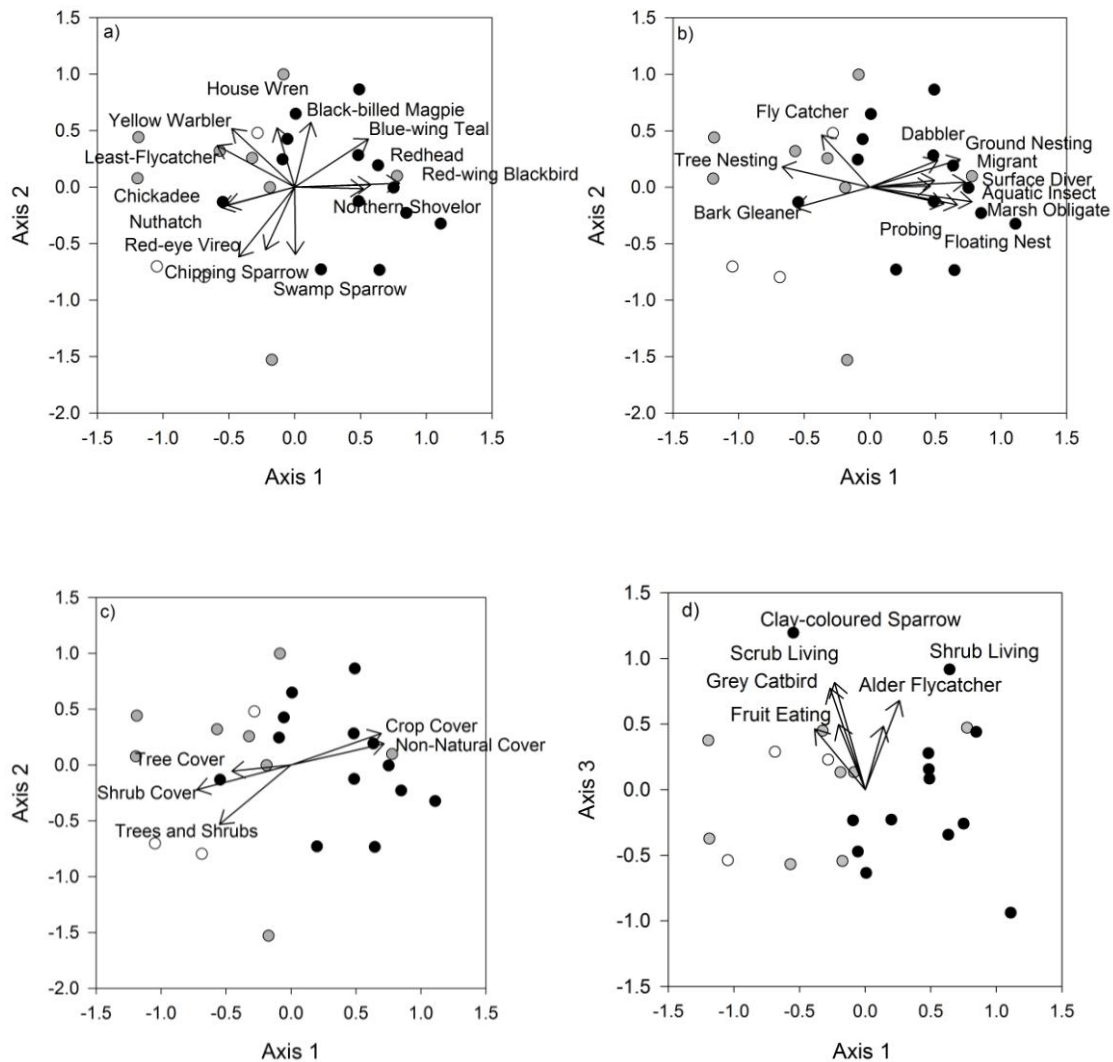 a)
1.5
1.0
0.5
0.0
-0.5
-1.0
-1.5
-2.0
Axis 2
House Wren
Black-billed Magpie
Yellow Warbler
Blue-wing Teal
Least-Flycatcher
Redhead
Red-wing Blackbird
Chickadee
Northern Shovelor
Nuthatch
Red-eye Vireo
Chipping Sparrow
Swamp Sparrow
-1.5 -1.0 -0.5 0.0 0.5 1.0 1.5
Axis 1
b)
1.5
1.0
0.5
0.0
-0.5
-1.0
-1.5
-2.0
Axis 2
Fly Catcher
Dabbler
Ground Nesting
Tree Nesting
Migrant
Surface Diver
Aquatic Insect
Bark Gleaner
Marsh Obligate
Probing
Floating Nest
-1.5 -1.0 -0.5 0.0 0.5 1.0 1.5
Axis 1
c)
1.5
1.0
0.5
0.0
-0.5
-1.0
-1.5
-2.0
Axis 2
Crop Cover
Non-Natural Cover
Tree Cover
Shrub Cover
Trees and Shrubs
-1.5 -1.0 -0.5 0.0 0.5 1.0 1.5
Axis 1
d)
1.5
1.0
0.5
0.0
-0.5
-1.0
-1.5
Axis 3
Clay-coloured Sparrow
Scrub Living
Shrub Living
Grey Catbird
Alder Flycatcher
Fruit Eating
-1.5 -1.0 -0.5 0.0 0.5 1.0 1.5
Axis 1